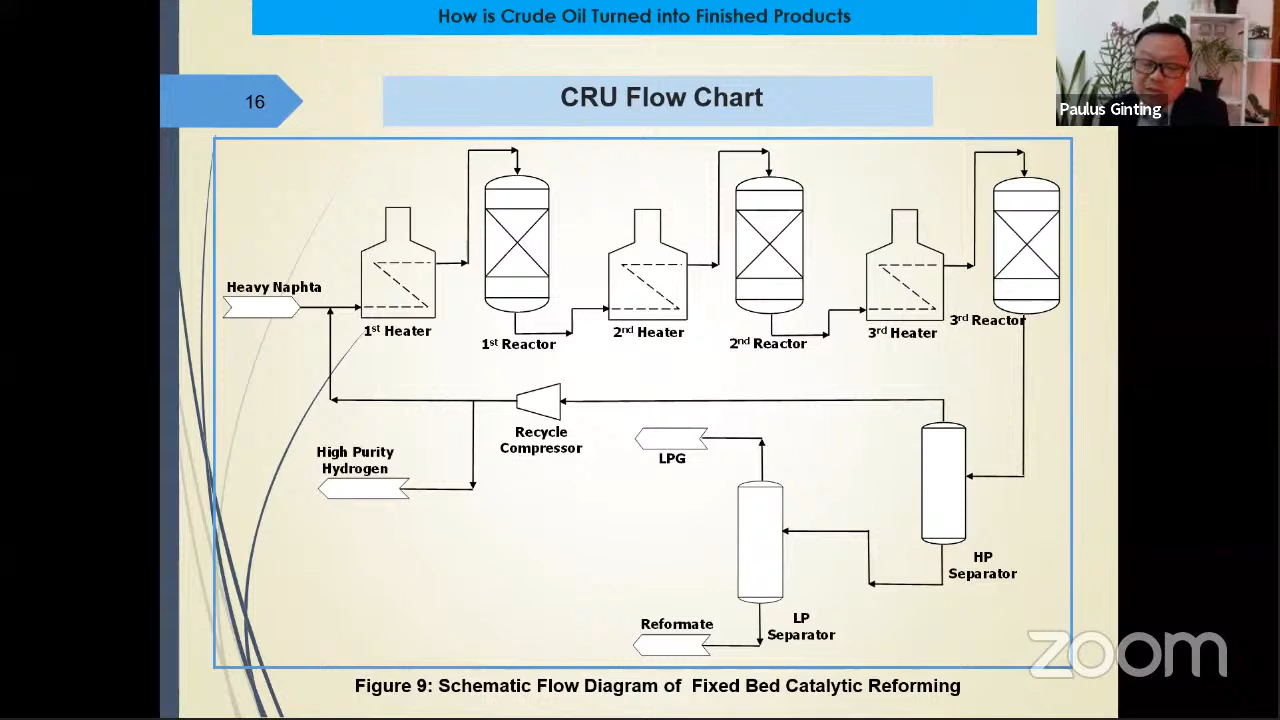 How is Crude Oil Turned into Finished Products
16
CRU Flow Chart
Paulus Ginting
Heavy Naphta
1st Heater
1st Reactor
2nd Heater
2nd Reactor
3rd Heater
3rd Reactor
Recycle
Compressor
High Purity
Hydrogen
LPG
HP
Separator
Reformate
LP
Separator
zoom
Figure 9: Schematic Flow Diagram of Fixed Bed Catalytic Reforming